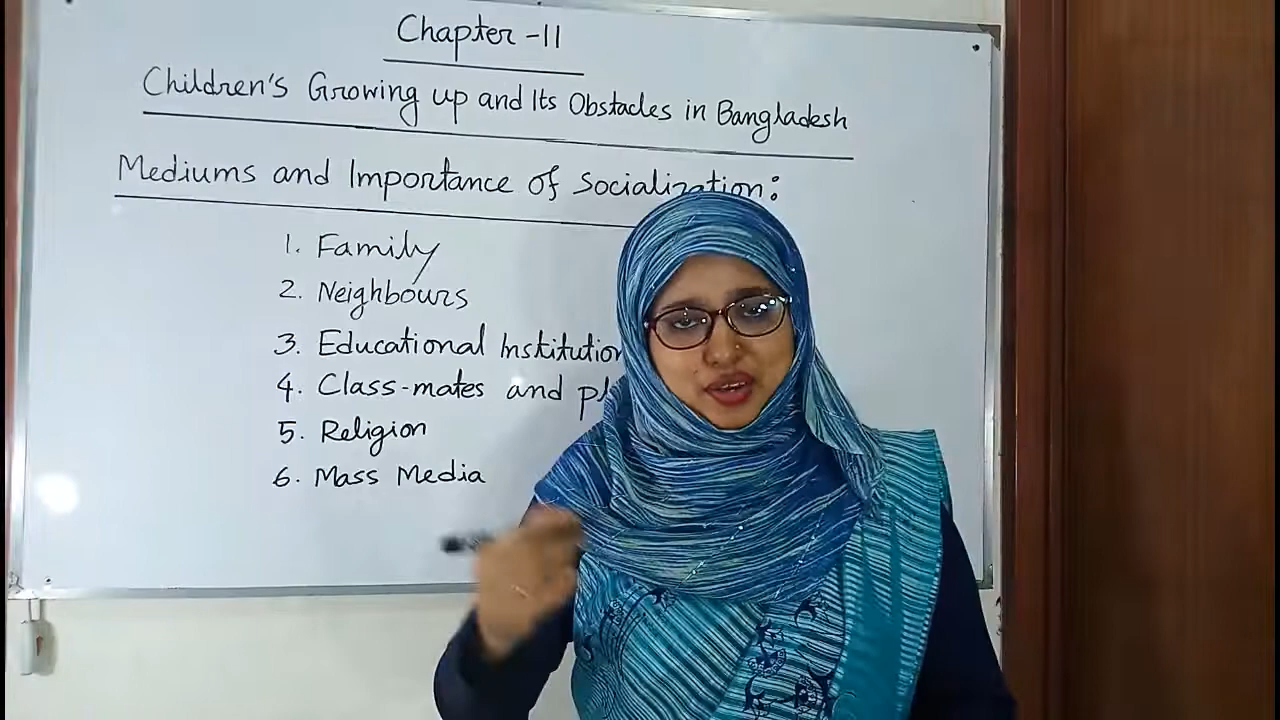 Chapter -11
Children's Growing up and Its Obstacles in Bangladesh
Mediums and Importance of Socialization:
1. Family
2. Neighbours
3. Educational Institution
4. Class-mates and
5. Religion
6. Mass Media